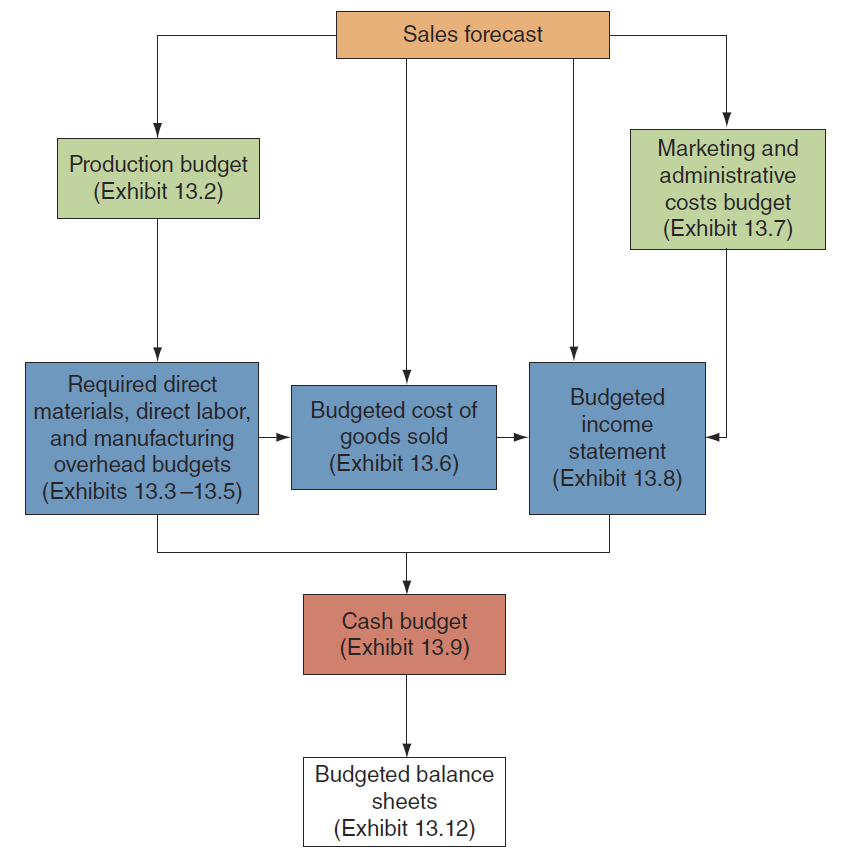 Sales forecast
Production budget
(Exhibit 13.2)
Marketing and
administrative
costs budget
(Exhibit 13.7)
Required direct
materials, direct labor,
and manufacturing
overhead budgets
(Exhibits 13.3–13.5)
Budgeted cost of
goods sold
(Exhibit 13.6)
Budgeted
income
statement
(Exhibit 13.8)
Cash budget
(Exhibit 13.9)
Budgeted balance
sheets
(Exhibit 13.12)